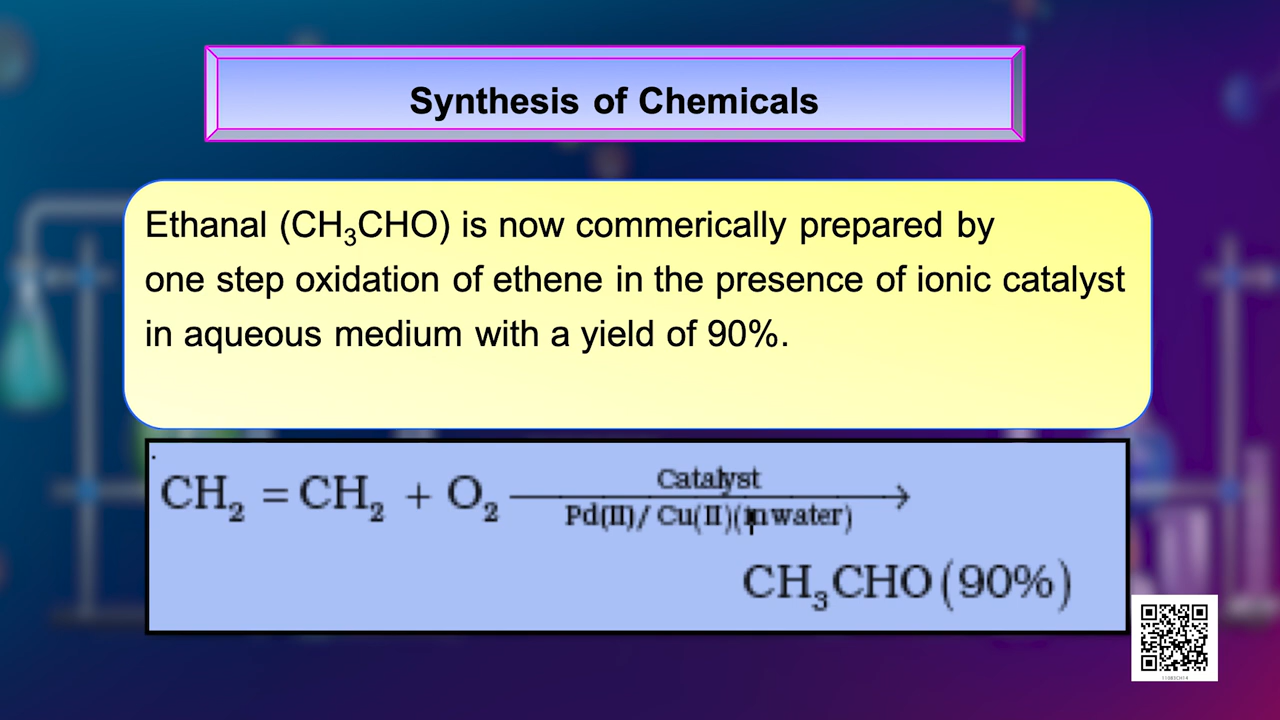 Synthesis of Chemicals
Ethanal (CH₃CHO) is now commerically prepared by
one step oxidation of ethene in the presence of ionic catalyst
in aqueous medium with a yield of 90%.
CH₂ = CH₂ + O₂ Catalyst →
Pd(II)/ Cu(II)(in water)
CH₃CHO (90%)